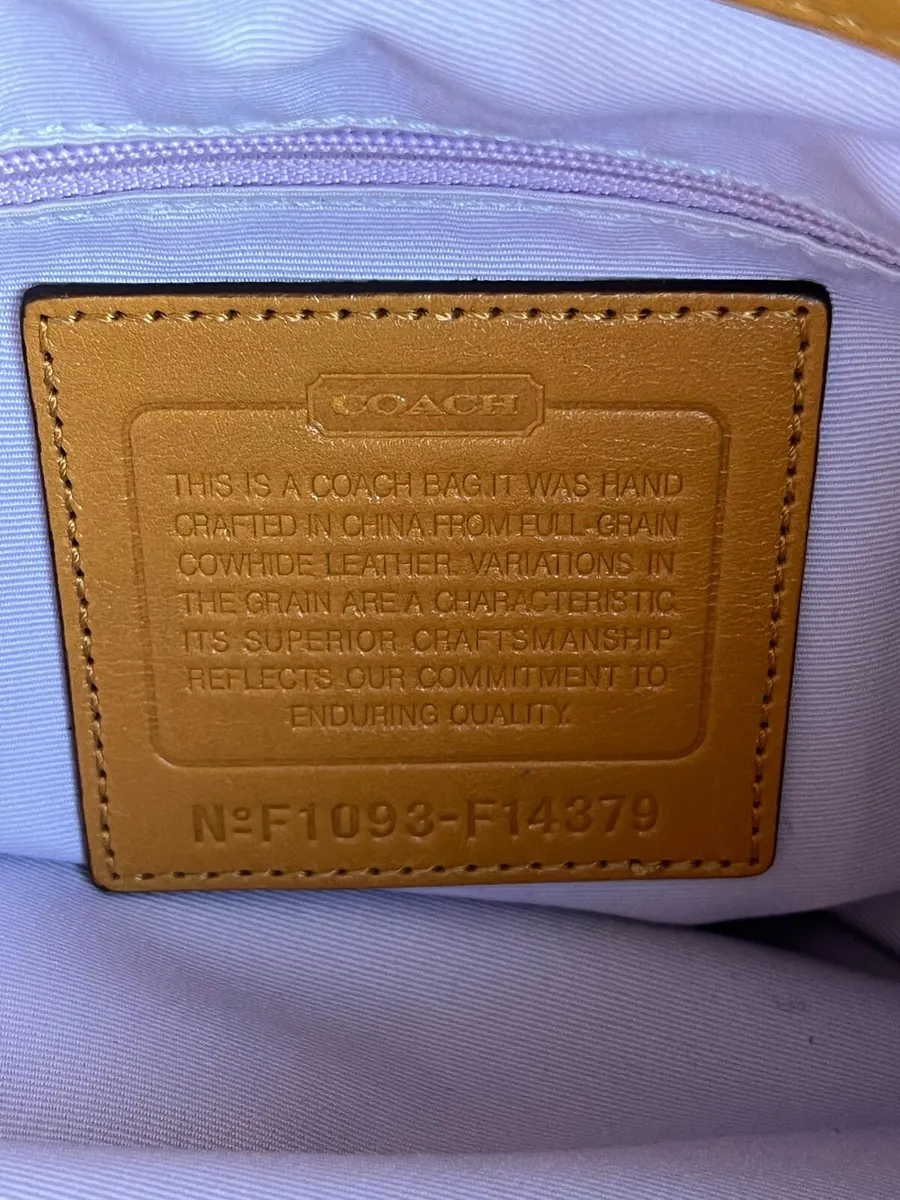 COACH
THIS IS A COACH BAG.IT WAS HAND
CRAFTED IN CHINA FROM FULL-GRAIN
COWHIDE LEATHER. VARIATIONS IN
THE GRAIN ARE A CHARACTERISTIC.
ITS SUPERIOR CRAFTSMANSHIP
REFLECTS OUR COMMITMENT TO
ENDURING QUALITY.
NºF1093-F14379